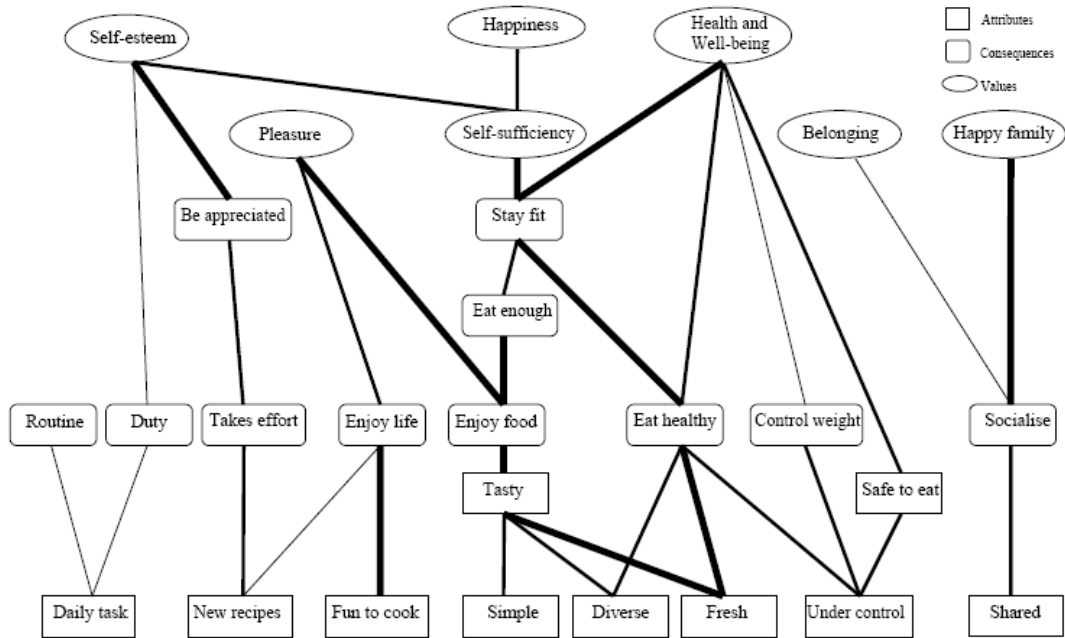 Happiness
Health and
Well-being
Self-esteem
Attributes
Consequences
Values
Pleasure
Self-sufficiency
Belonging
Happy family
Be appreciated
Stay fit
Eat enough
Routine
Duty
Takes effort
Enjoy life
Enjoy food
Eat healthy
Control weight
Socialise
Tasty
Safe to eat
Daily task
New recipes
Fun to cook
Simple
Diverse
Fresh
Under control
Shared